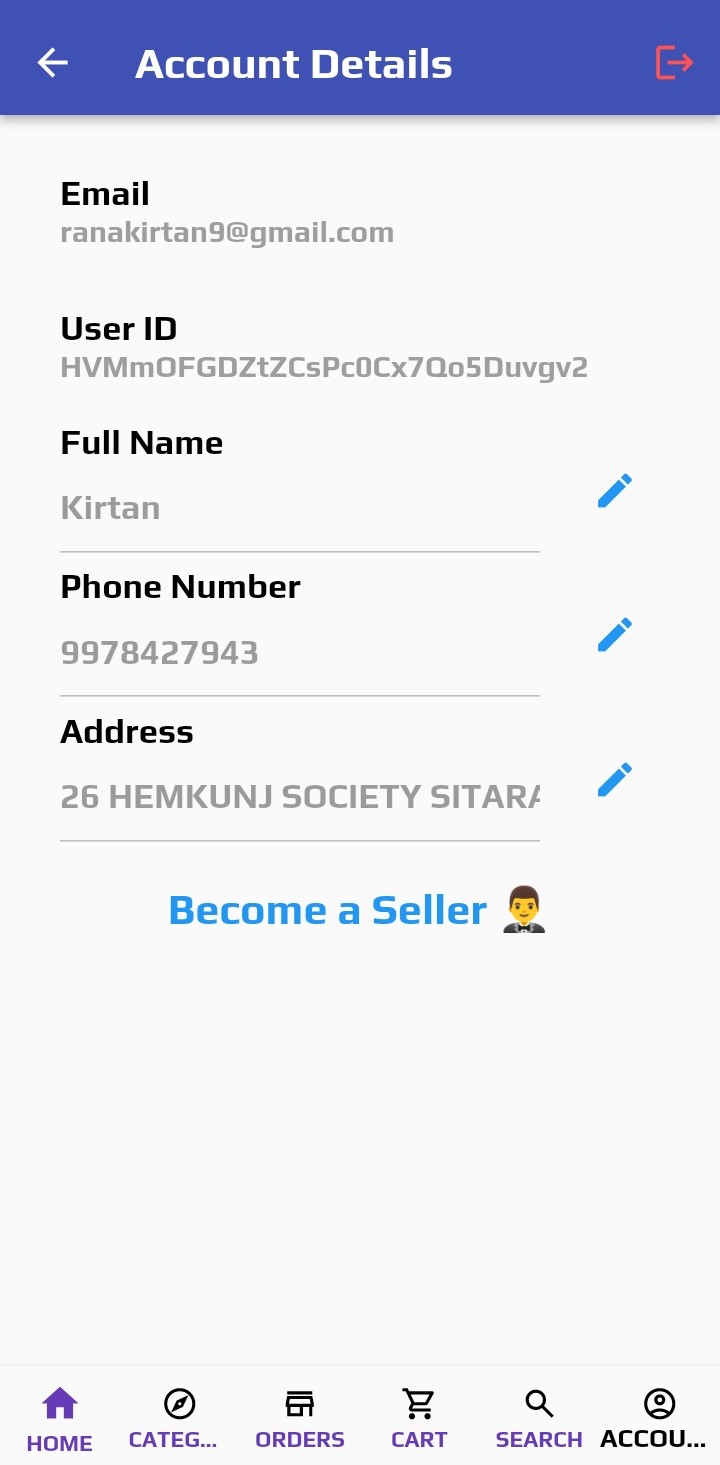 Account Details
Email
ranakirtan9@gmail.com
User ID
HVMmOFGDZtZCsPc0Cx7Qo5Duvgv2
Full Name
Kirtan
Phone Number
9978427943
Address
26 HEMKUNJ SOCIETY SITARA
Become a Seller 🤵‍♂️
HOME CATEG... ORDERS CART SEARCH ACCOU...